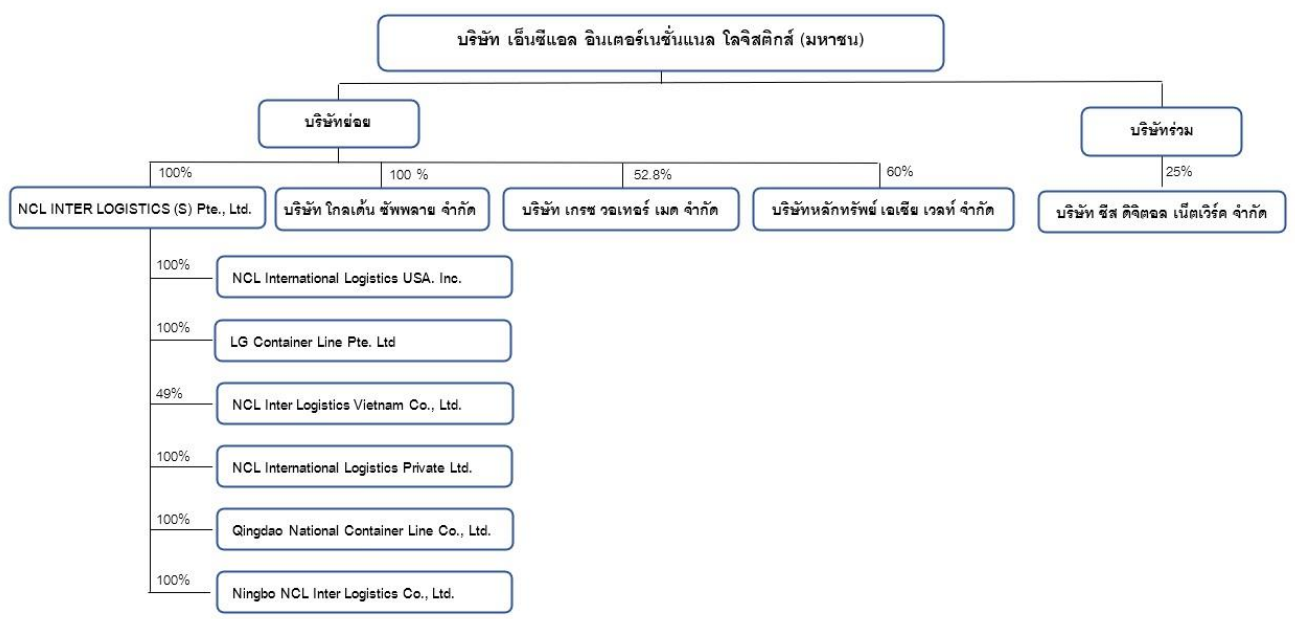 บริษัท เอ็นซีแอล อินเตอร์เนชั่นแนล โลจิสติกส์ (มหาชน)
บริษัทย่อย
บริษัทร่วม
100%
100 %
52.8%
60%
25%
NCL INTER LOGISTICS (S) Pte., Ltd.
บริษัท โกลเด้น ซัพพลาย จำกัด
บริษัท เกรซ วอเทอร์ เมด จำกัด
บริษัทหลักทรัพย์ เอเชีย เวลท์ จำกัด
บริษัท ชีส ดิจิตอล เน็ตเวิร์ค จำกัด
100%
NCL International Logistics USA. Inc.
100%
LG Container Line Pte. Ltd
49%
NCL Inter Logistics Vietnam Co., Ltd.
100%
NCL International Logistics Private Ltd.
100%
Qingdao National Container Line Co., Ltd.
100%
Ningbo NCL Inter Logistics Co., Ltd.